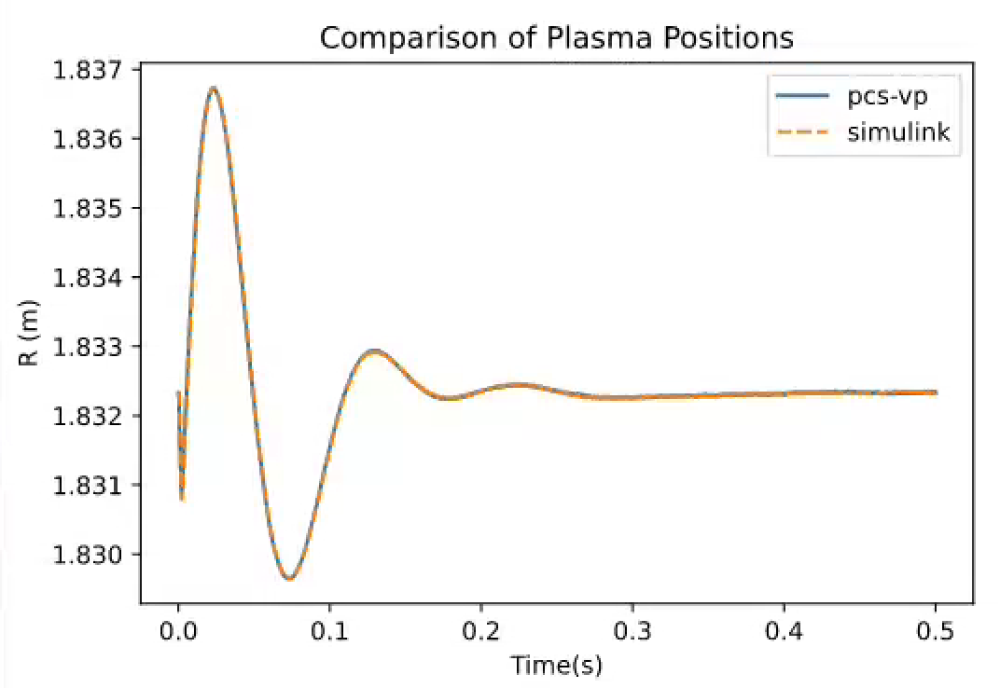 Comparison of Plasma Positions
pcs-vp
simulink
1.837
1.836
1.835
1.834
1.833
1.832
1.831
1.830
R (m)
0.0 0.1 0.2 0.3 0.4 0.5
Time(s)